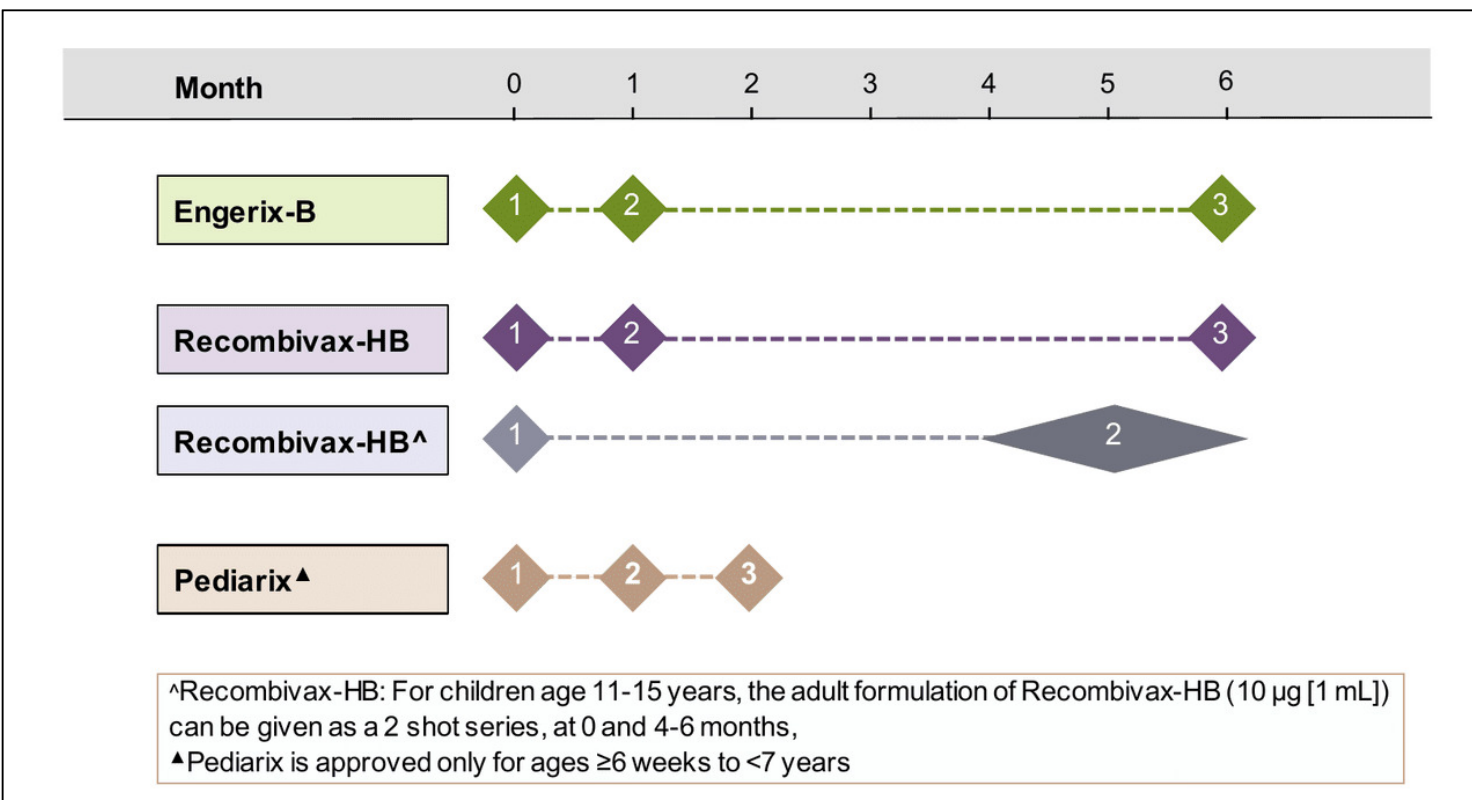 Month 0 1 2 3 4 5 6
Engerix-B 1 2 3
Recombivax-HB 1 2 3
Recombivax-HB^ 1 2
Pediarix▲ 1 2 3
^Recombivax-HB: For children age 11-15 years, the adult formulation of Recombivax-HB (10 µg [1 mL])
can be given as a 2 shot series, at 0 and 4-6 months,
▲Pediarix is approved only for ages ≥6 weeks to <7 years